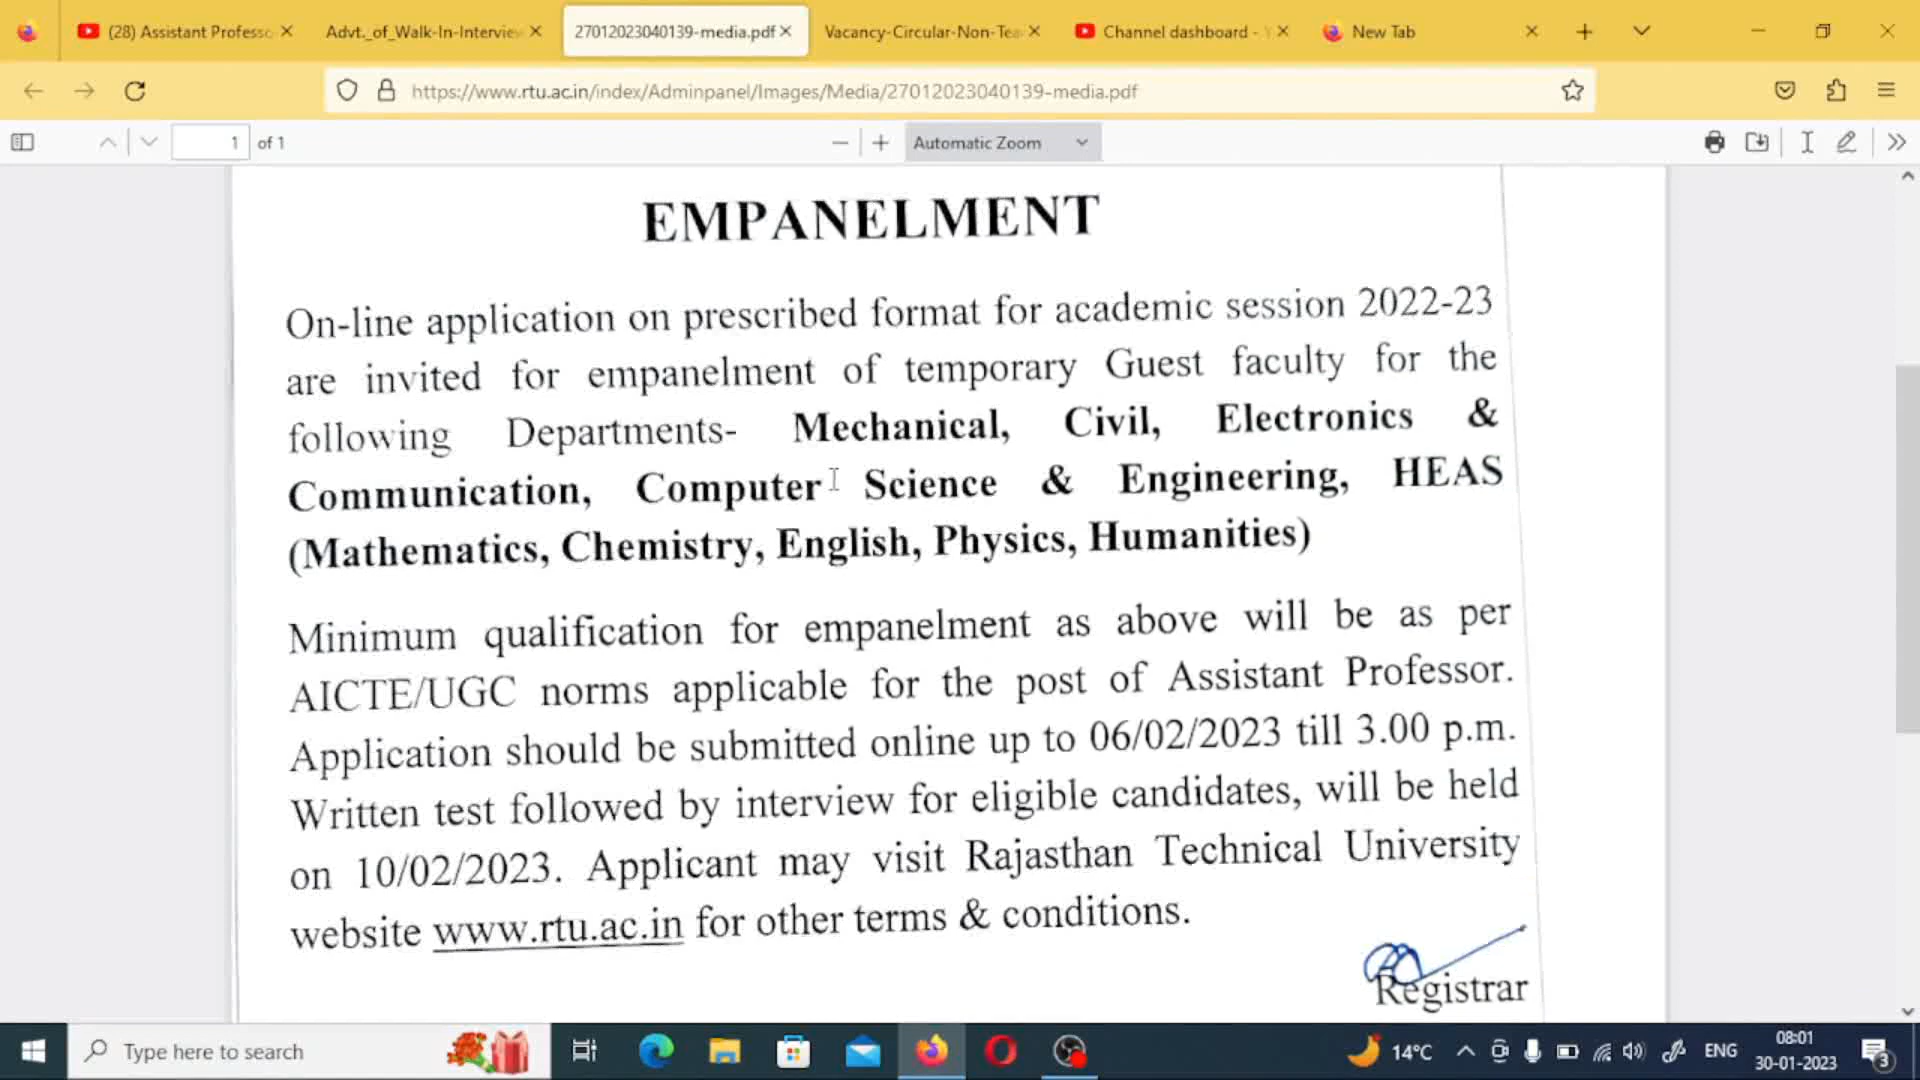 (28) Assistant Professo
Advt._of_Walk-In-Interview
27012023040139-media.pdf
Vacancy-Circular-Non-Tea
Channel dashboard - Y
New Tab
https://www.rtu.ac.in/index/Adminpanel/Images/Media/27012023040139-media.pdf
1 of 1
Automatic Zoom
EMPANELMENT
On-line application on prescribed format for academic session 2022-23
are invited for empanelment of temporary Guest faculty for the
following Departments- Mechanical, Civil, Electronics &
Communication, Computer Science & Engineering, HEAS
(Mathematics, Chemistry, English, Physics, Humanities)
Minimum qualification for empanelment as above will be as per
AICTE/UGC norms applicable for the post of Assistant Professor.
Application should be submitted online up to 06/02/2023 till 3.00 p.m.
Written test followed by interview for eligible candidates, will be held
on 10/02/2023. Applicant may visit Rajasthan Technical University
website www.rtu.ac.in for other terms & conditions.
Registrar
Type here to search
14°C
ENG
08:01
30-01-2023
3